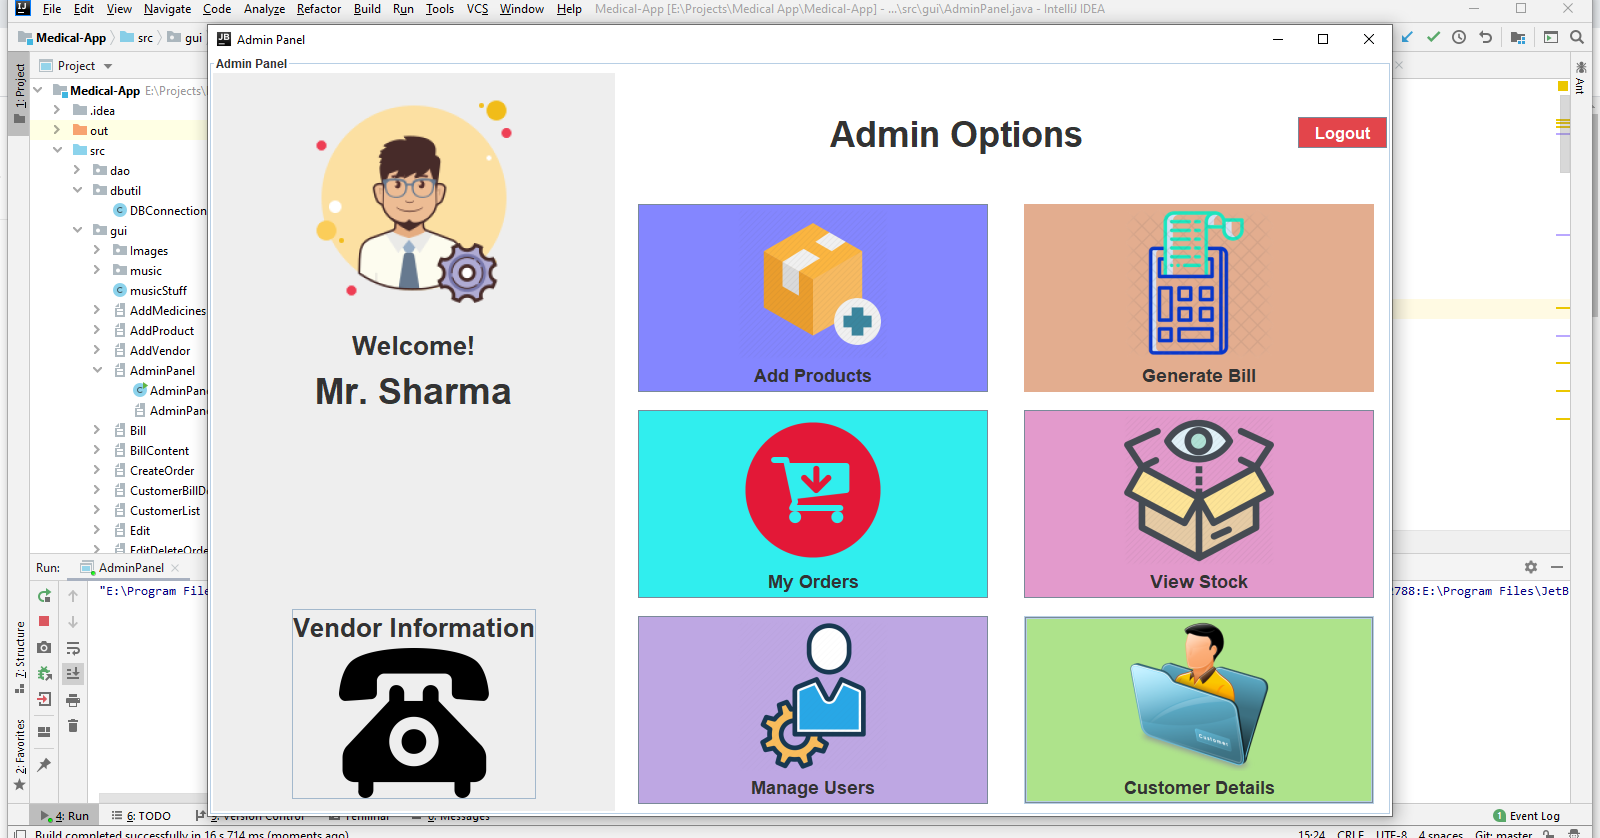 File Edit View Navigate Code Analyze Refactor Build Run Tools VCS Window Help Medical-App [E:\Projects\Medical App\Medical-App] - ...\src\gui\AdminPanel.java - IntelliJ IDEA
Medical-App src gui
Admin Panel
Admin Panel
1: Project
Project
Medical-App E:\Projects\
.idea
out
src
dao
dbutil
DBConnection
gui
Images
music
musicStuff
AddMedicines
AddProduct
AddVendor
AdminPanel
AdminPan
AdminPan
Bill
BillContent
CreateOrder
CustomerBillD
CustomerList
Edit
EditDeleteOrde
Welcome!
Mr. Sharma
Vendor Information
Admin Options
Logout
Add Products
Generate Bill
My Orders
View Stock
Manage Users
Customer
Customer Details
Ant
Run: AdminPanel
"E:\Program File
2788:E:\Program Files\JetB
7: Structure
2: Favorites
4: Run 6: TODO 9: Version Control Terminal 0: Messages
1 Event Log
Build completed successfully in 16 s 714 ms (moments ago)
15:24 CRLF UTF-8 4 spaces Git: master